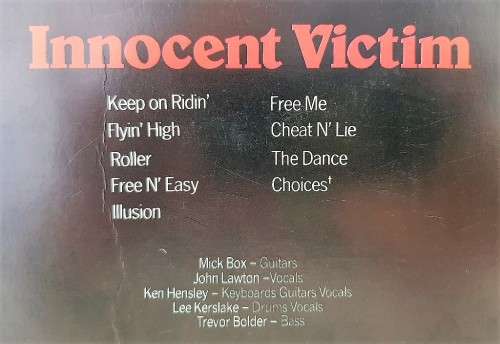 Innocent Victim
Keep on Ridin'
Flyin' High
Roller
Free N' Easy
Illusion
Free Me
Cheat N' Lie
The Dance
Choices†
Mick Box – Guitars
John Lawton –Vocals
Ken Hensley – Keyboards Guitars Vocals
Lee Kerslake – Drums Vocals
Trevor Bolder – Bass